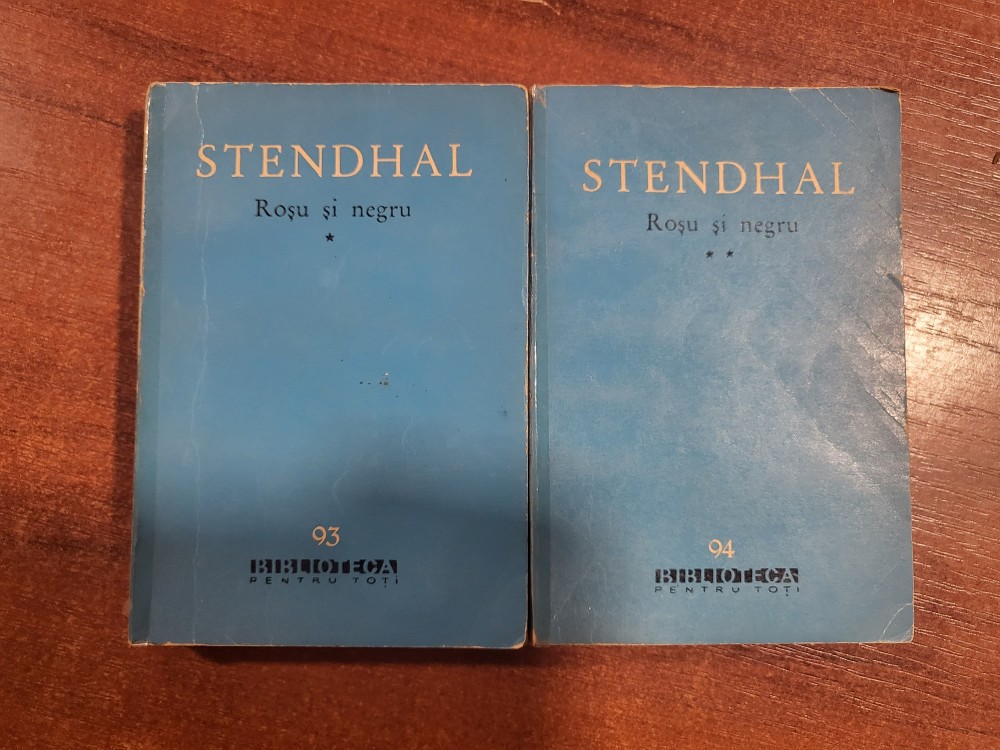 STENDHAL
Roşu şi negru
*
93
BIBLIOTECA
PENTRU TOŢI
STENDHAL
Roşu şi negru
* *
94
BIBLIOTECA
PENTRU TOŢI